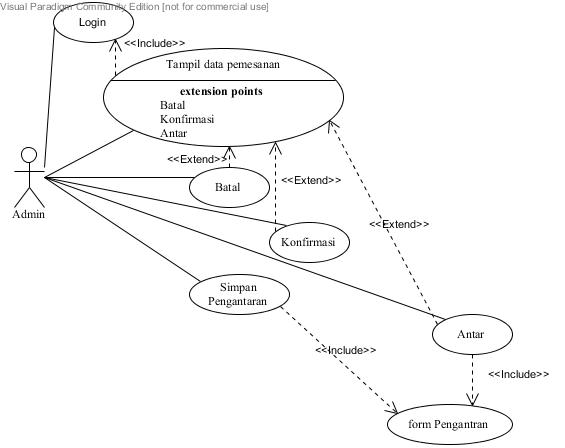 Visual Paradigm Community Edition [not for commercial use]
Login
<<Include>>
Tampil data pemesanan
extension points
Batal
Konfirmasi
Antar
<<Extend>>
Batal
<<Extend>>
Admin
Konfirmasi
<<Extend>>
Simpan
Pengantaran
Antar
<<Include>>
<<Include>>
form Pengantran